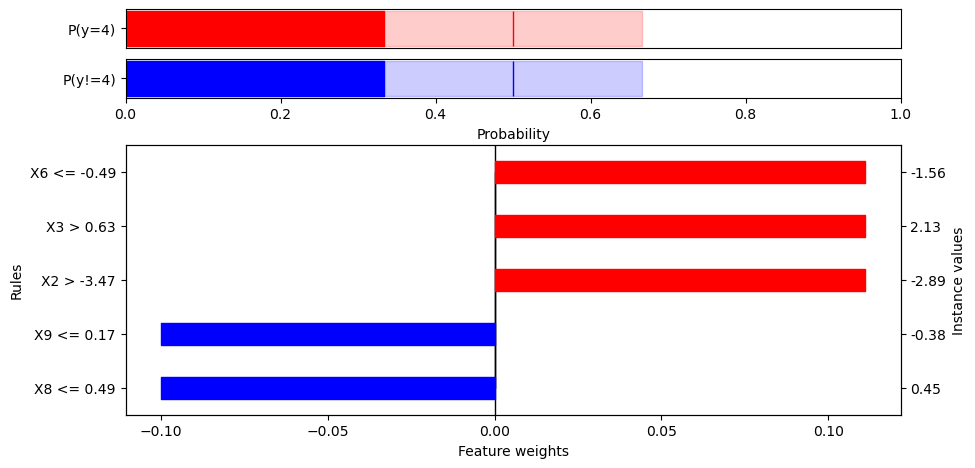 P(y=4)
P(y!=4)
0.0 0.2 0.4 0.6 0.8 1.0
Probability
X6 <= -0.49 -1.56
X3 > 0.63 2.13
X2 > -3.47 -2.89
X9 <= 0.17 -0.38
X8 <= 0.49 0.45
Rules
Instance values
−0.10 −0.05 0.00 0.05 0.10
Feature weights